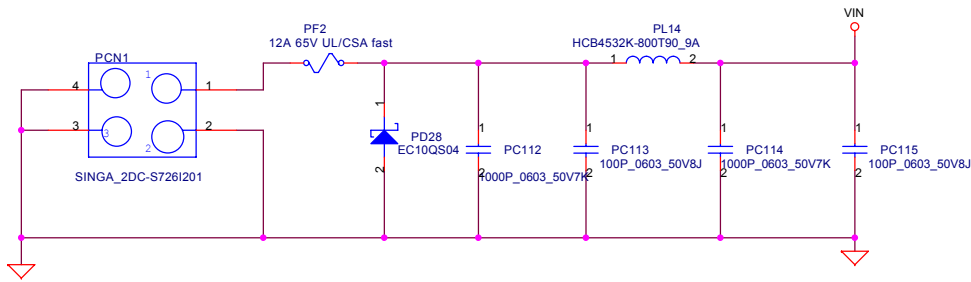 VIN
PF2
12A 65V UL/CSA fast
PL14
HCB4532K-800T90_9A
PCN1
1
2
4
1
1
3
3
2
2
SINGA_2DC-S726I201
1
PD28
EC10QS04
2
1
PC112
1000P_0603_50V7K
2
1
PC113
100P_0603_50V8J
2
1
PC114
1000P_0603_50V7K
2
1
PC115
100P_0603_50V8J
2